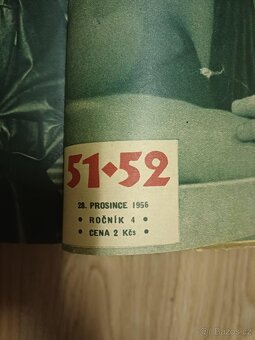 51◆52
28. PROSINCE 1956
• ROČNÍK 4 •
• CENA 2 Kčs •